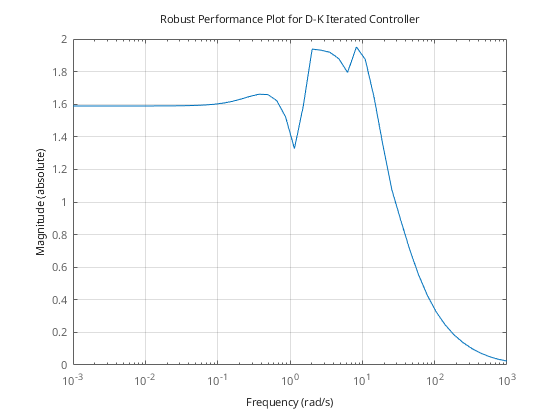 Robust Performance Plot for D-K Iterated Controller
2
1.8
1.6
1.4
1.2
1
0.8
0.6
0.4
0.2
0
Magnitude (absolute)
10^-3 10^-2 10^-1 10^0 10^1 10^2 10^3
Frequency (rad/s)